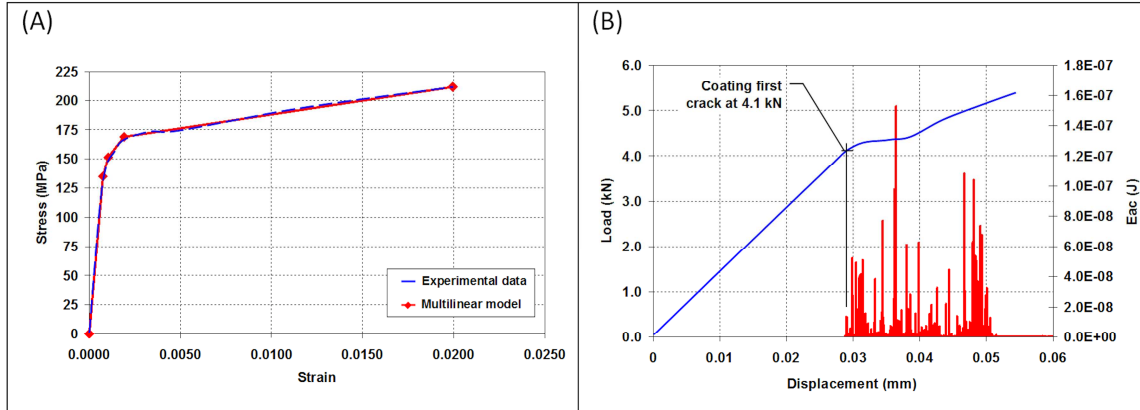 (A)
225
200
175
150
125
100
75
50
25
0
Stress (MPa)
0.0000 0.0050 0.0100 0.0150 0.0200 0.0250
Strain
Experimental data
Multilinear model
(B)
6.0
5.0
4.0
3.0
2.0
1.0
0.0
Load (kN)
Coating first
crack at 4.1 kN
1.8E-07
1.6E-07
1.4E-07
1.2E-07
1.0E-07
8.0E-08
6.0E-08
4.0E-08
2.0E-08
0.0E+00
Eac (J)
0 0.01 0.02 0.03 0.04 0.05 0.06
Displacement (mm)